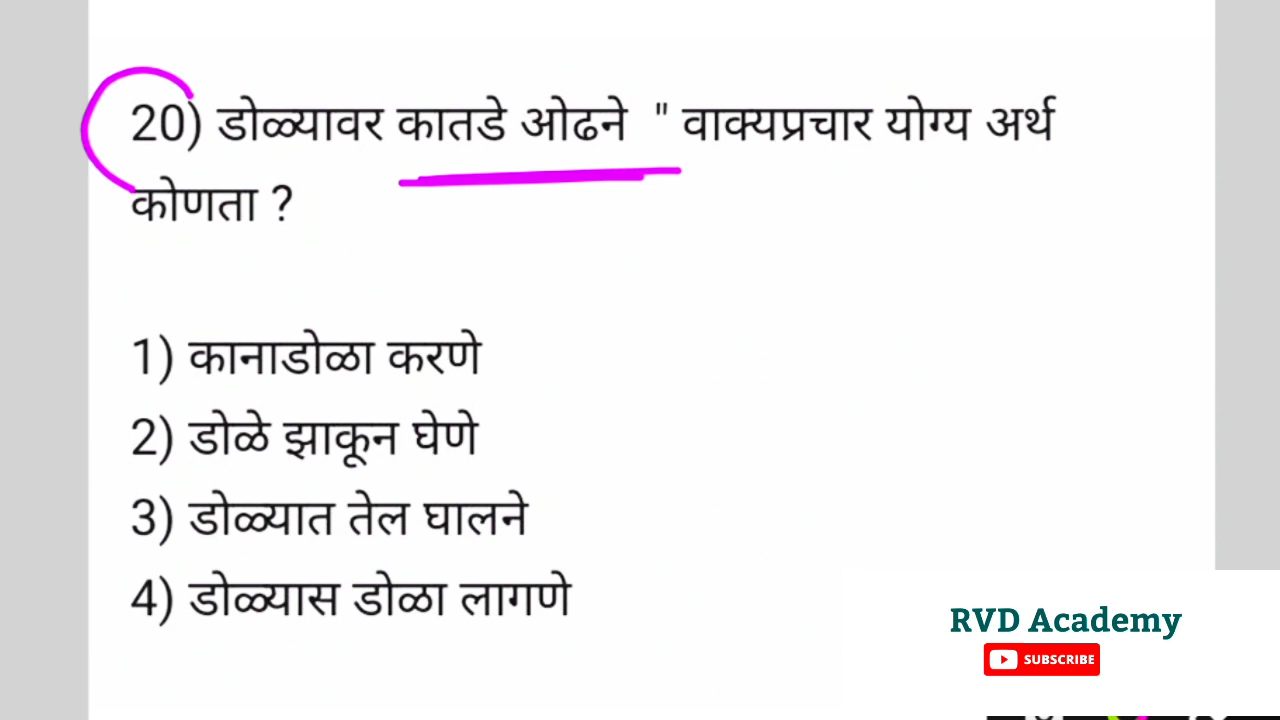 20) डोळ्यावर कातडे ओढने " वाक्यप्रचार योग्य अर्थ
कोणता ?
1) कानाडोळा करणे
2) डोळे झाकून घेणे
3) डोळ्यात तेल घालने
4) डोळ्यास डोळा लागणे
RVD Academy
SUBSCRIBE